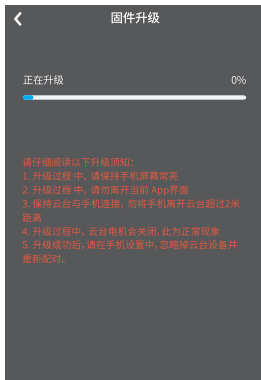 固件升级
正在升级 0%
请仔细阅读以下升级须知：
1. 升级过程 中，请保持手机屏幕常亮
2. 升级过程 中，请勿离开当前 App界面
3. 保持云台与手机连接，勿将手机离开云台超过2米
距离
4. 升级过程中，云台电机会关闭，此为正常现象
5. 升级成功后，请在手机设置中，忽略掉云台设备并
重新配对。